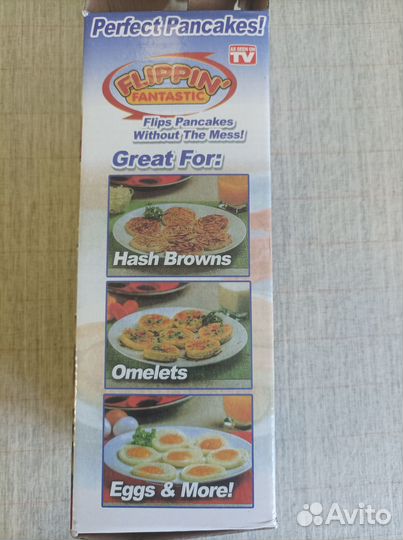 Perfect Pancakes!
AS SEEN ON
TV
FLIPPIN'
FANTASTIC
Flips Pancakes
Without The Mess!
Great For:
Hash Browns
Omelets
Eggs & More!
Avito